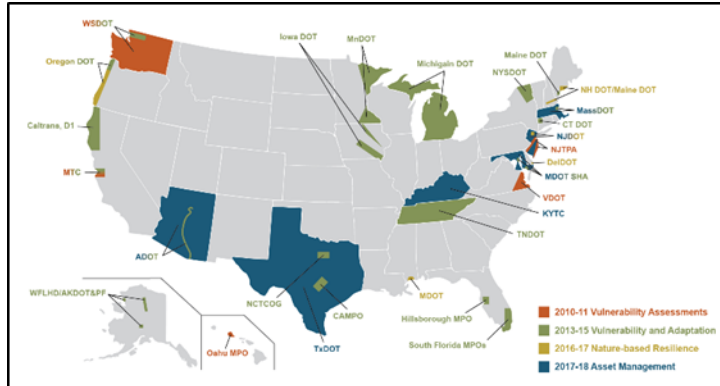 WSDOT
Iowa DOT
MnDOT
Michigain DOT
Maine DOT
NYSDOT
Oregon DOT
NH DOT/Maine DOT
MassDOT
Caltrans, D1
CT DOT
NJDOT
NJTPA
DelDOT
MTC
MDOT SHA
VDOT
KYTC
TNDOT
ADOT
NCTCOG
CAMPO
MDOT
WFLHD/AKDOT&PF
Hillsborough MPO
TxDOT
South Florida MPOs
Oahu MPO
2010-11 Vulnerability Assessments
2013-15 Vulnerability and Adaptation
2016-17 Nature-based Resilience
2017-18 Asset Management